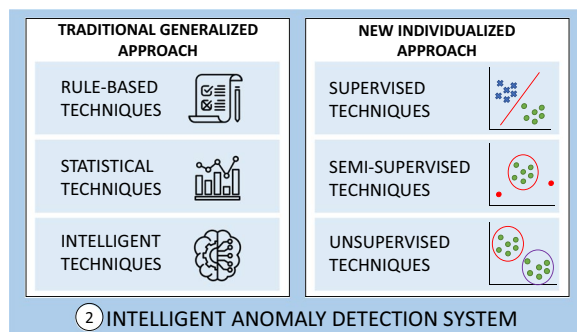 TRADITIONAL GENERALIZED
APPROACH
RULE-BASED
TECHNIQUES
STATISTICAL
TECHNIQUES
INTELLIGENT
TECHNIQUES
NEW INDIVIDUALIZED
APPROACH
SUPERVISED
TECHNIQUES
SEMI-SUPERVISED
TECHNIQUES
UNSUPERVISED
TECHNIQUES
2 INTELLIGENT ANOMALY DETECTION SYSTEM